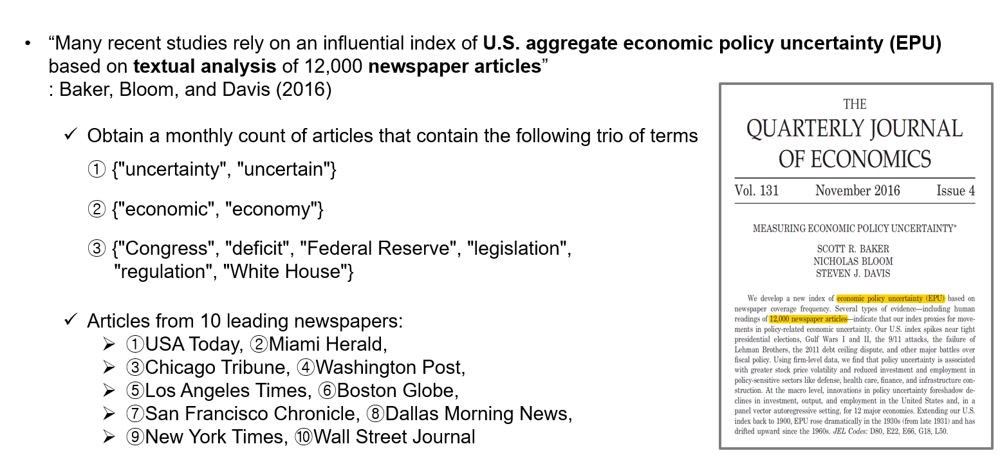 • “Many recent studies rely on an influential index of U.S. aggregate economic policy uncertainty (EPU)
based on textual analysis of 12,000 newspaper articles”
: Baker, Bloom, and Davis (2016)
✓ Obtain a monthly count of articles that contain the following trio of terms
① {"uncertainty", "uncertain"}
② {"economic", "economy"}
③ {"Congress", "deficit", "Federal Reserve", "legislation",
"regulation", "White House"}
✓ Articles from 10 leading newspapers:
➢ ①USA Today, ②Miami Herald,
➢ ③Chicago Tribune, ④Washington Post,
➢ ⑤Los Angeles Times, ⑥Boston Globe,
➢ ⑦San Francisco Chronicle, ⑧Dallas Morning News,
➢ ⑨New York Times, ⑩Wall Street Journal
THE
QUARTERLY JOURNAL
OF ECONOMICS
Vol. 131 November 2016 Issue 4
MEASURING ECONOMIC POLICY UNCERTAINTY*
SCOTT R. BAKER
NICHOLAS BLOOM
STEVEN J. DAVIS
We develop a new index of economic policy uncertainty (EPU) based on
newspaper coverage frequency. Several types of evidence—including human
readings of 12,000 newspaper articles—indicate that our index proxies for move-
ments in policy-related economic uncertainty. Our U.S. index spikes near tight
presidential elections, Gulf Wars I and II, the 9/11 attacks, the failure of
Lehman Brothers, the 2011 debt ceiling dispute, and other major battles over
fiscal policy. Using firm-level data, we find that policy uncertainty is associated
with greater stock price volatility and reduced investment and employment in
policy-sensitive sectors like defense, health care, finance, and infrastructure con-
struction. At the macro level, innovations in policy uncertainty foreshadow de-
clines in investment, output, and employment in the United States and, in a
panel vector autoregressive setting, for 12 major economies. Extending our U.S.
index back to 1900, EPU rose dramatically in the 1930s (from late 1931) and has
drifted upward since the 1960s. JEL Codes: D80, E22, E66, G18, L50.